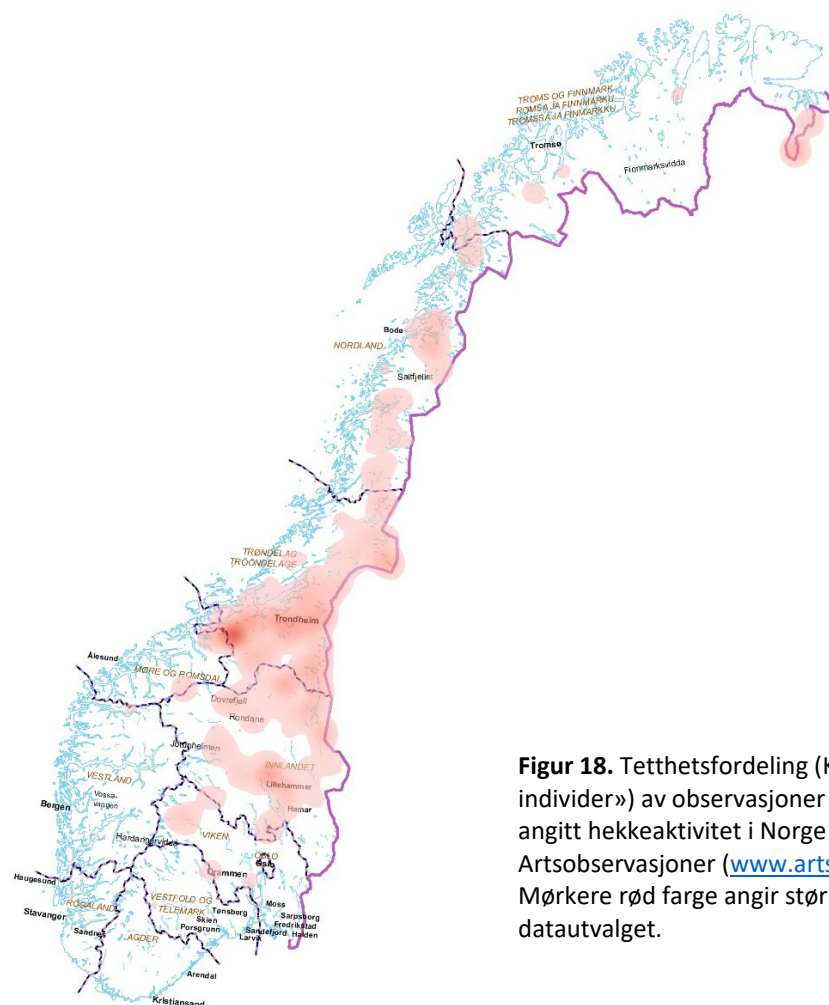 TROMS OG FINNMARK
ROMSA JA FINNMÁRKU
TROMSSA JA FINMARKKU
Tromsø
Finnmarksvidda
Bodø
NORDLAND
Saltfjellet
TRØNDELAG
TRÖÖNDELAGE
Trondheim
Ålesund
MØRE OG ROMSDAL
Dovrefjell
Rondane
Jotunheimen
INNLANDET
Lillehammer
VESTLAND
Vossa-
vangen
Hamar
Bergen
VIKEN
Hardangervidda
OSLO
Oslo
Drammen
Haugesund
ROGALAND
VESTFOLD OG
TELEMARK
Tønsberg
Moss
Stavanger
Skien
Sarpsborg
Porsgrunn
Fredrikstad
Sandnes
Sandefjord
Halden
AGDER
Larvik
Arendal
Kristiansand
Figur 18. Tetthetsfordeling (
individer») av observasjoner
angitt hekkeaktivitet i Norge
Artsobservasjoner (www.arts
Mørkere rød farge angir stør
datautvalget.